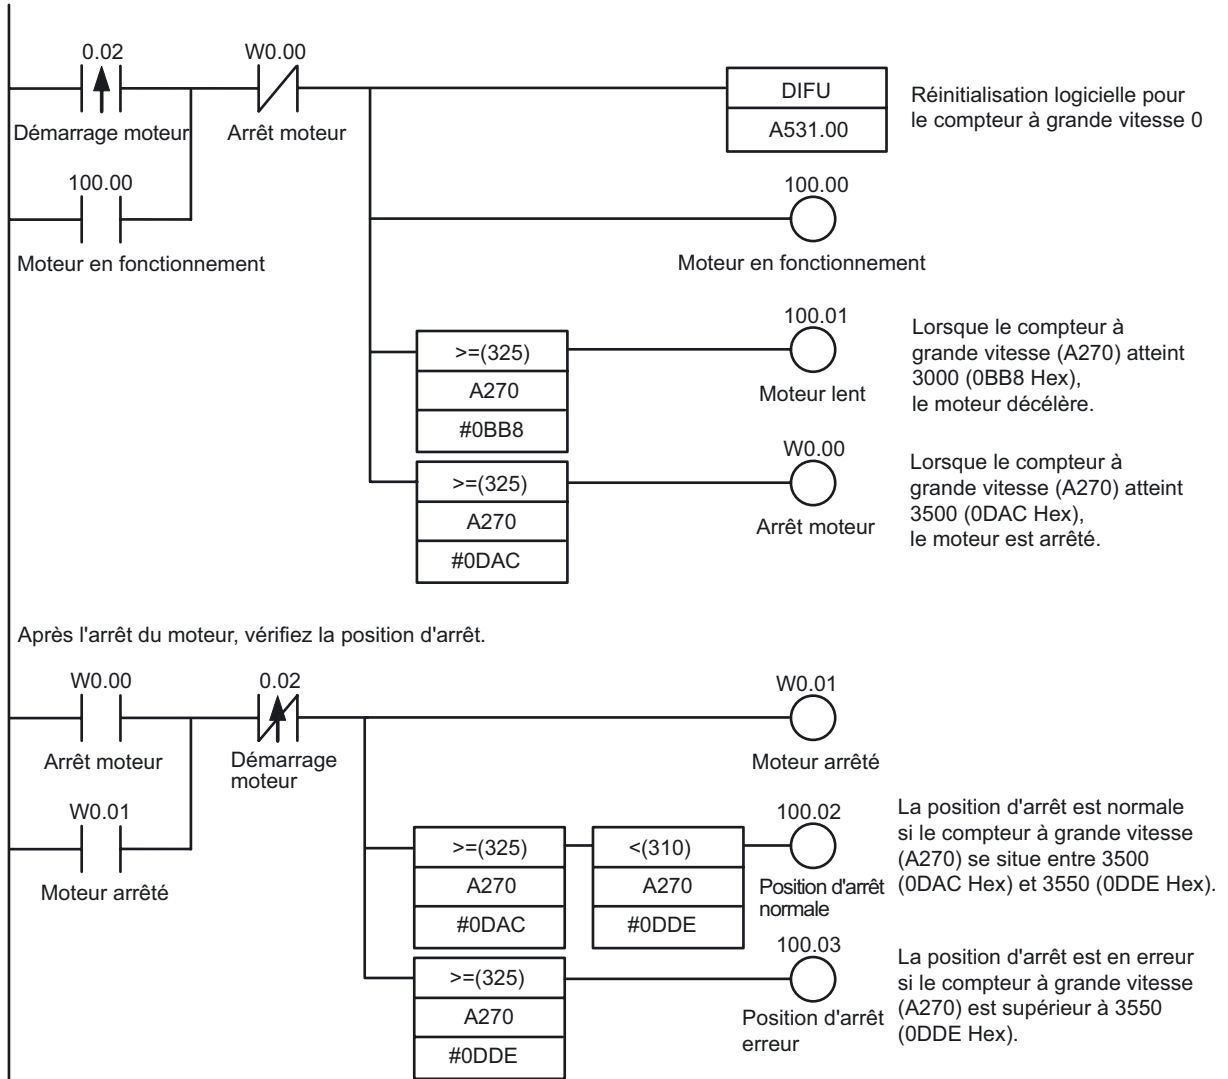 0.02
W0.00
Démarrage moteur
Arrêt moteur
DIFU
A531.00
Réinitialisation logicielle pour
le compteur à grande vitesse 0
100.00
Moteur en fonctionnement
100.00
Moteur en fonctionnement
>=(325)
A270
#0BB8
100.01
Moteur lent
Lorsque le compteur à
grande vitesse (A270) atteint
3000 (0BB8 Hex),
le moteur décélère.
>=(325)
A270
#0DAC
W0.00
Arrêt moteur
Lorsque le compteur à
grande vitesse (A270) atteint
3500 (0DAC Hex),
le moteur est arrêté.
Après l'arrêt du moteur, vérifiez la position d'arrêt.
W0.00
Arrêt moteur
0.02
Démarrage
moteur
W0.01
Moteur arrêté
W0.01
Moteur arrêté
>=(325)
A270
#0DAC
<(310)
A270
#0DDE
100.02
Position d'arrêt
normale
La position d'arrêt est normale
si le compteur à grande vitesse
(A270) se situe entre 3500
(0DAC Hex) et 3550 (0DDE Hex).
>=(325)
A270
#0DDE
100.03
Position d'arrêt
erreur
La position d'arrêt est en erreur
si le compteur à grande vitesse
(A270) est supérieur à 3550
(0DDE Hex).